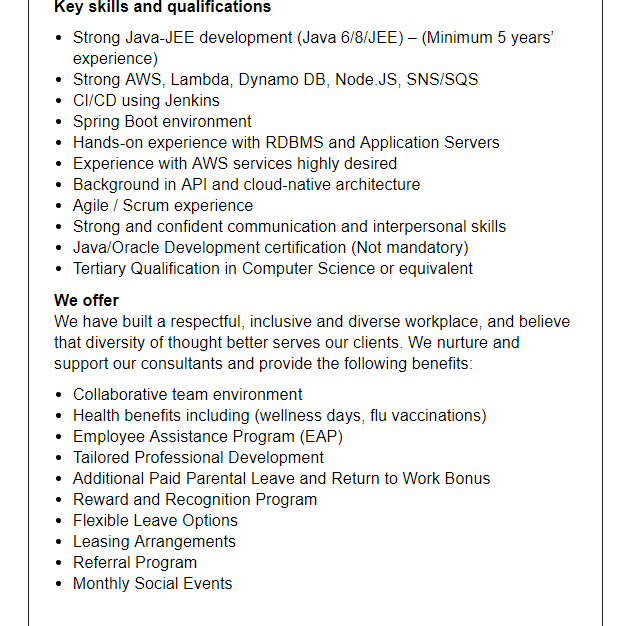 Key skills and qualifications
• Strong Java-JEE development (Java 6/8/JEE) – (Minimum 5 years’
experience)
• Strong AWS, Lambda, Dynamo DB, Node.JS, SNS/SQS
• CI/CD using Jenkins
• Spring Boot environment
• Hands-on experience with RDBMS and Application Servers
• Experience with AWS services highly desired
• Background in API and cloud-native architecture
• Agile / Scrum experience
• Strong and confident communication and interpersonal skills
• Java/Oracle Development certification (Not mandatory)
• Tertiary Qualification in Computer Science or equivalent
We offer
We have built a respectful, inclusive and diverse workplace, and believe
that diversity of thought better serves our clients. We nurture and
support our consultants and provide the following benefits:
• Collaborative team environment
• Health benefits including (wellness days, flu vaccinations)
• Employee Assistance Program (EAP)
• Tailored Professional Development
• Additional Paid Parental Leave and Return to Work Bonus
• Reward and Recognition Program
• Flexible Leave Options
• Leasing Arrangements
• Referral Program
• Monthly Social Events